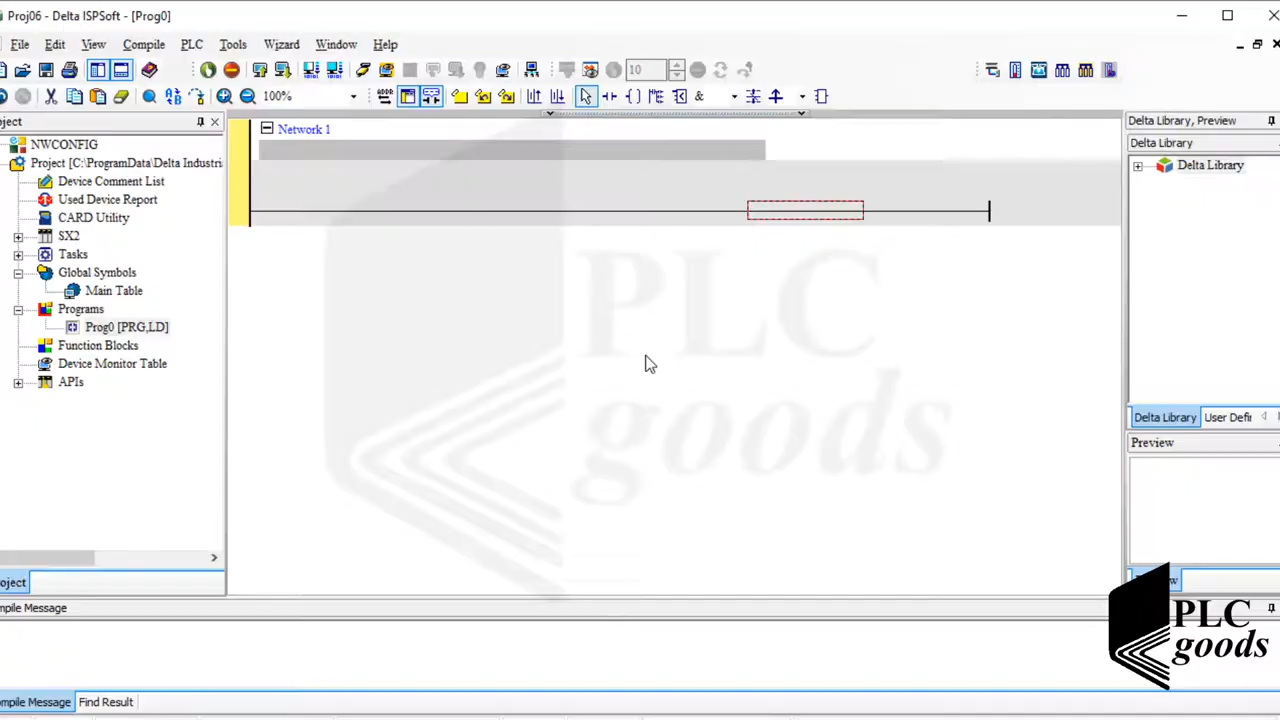 Proj06 - Delta ISPSoft - [Prog0]
File Edit View Compile PLC Tools Wizard Window Help
10
100%
&
oject
NWCONFIG
Project [C:\ProgramData\Delta Industri
Device Comment List
Used Device Report
CARD Utility
SX2
Tasks
Global Symbols
Main Table
Programs
Prog0 [PRG,LD]
Function Blocks
Device Monitor Table
APIs
roject
Network 1
PLC
goods
Delta Library, Preview
Delta Library
Delta Library
Delta Library User Defi
Preview
mpile Message
ompile Message Find Result
PLC
goods